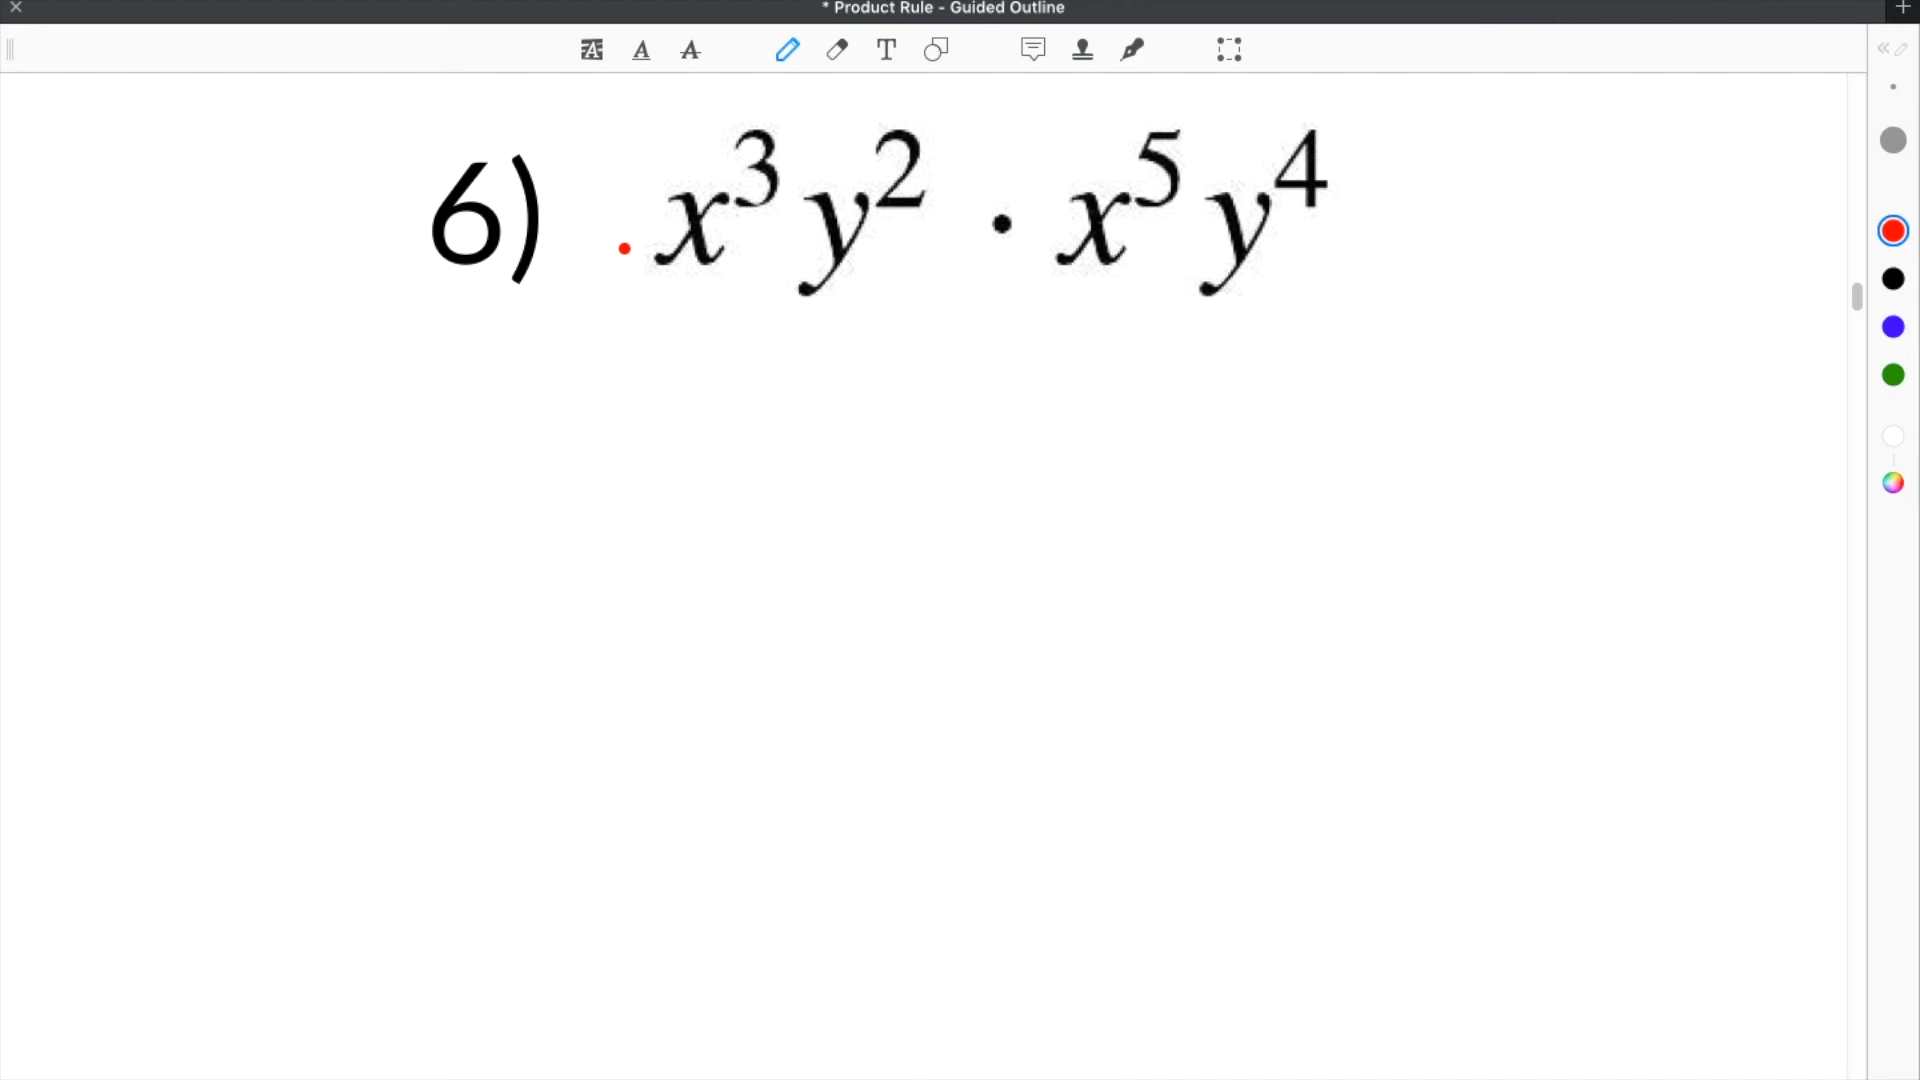 * Product Rule - Guided Outline
6) x³y² · x⁵y⁴